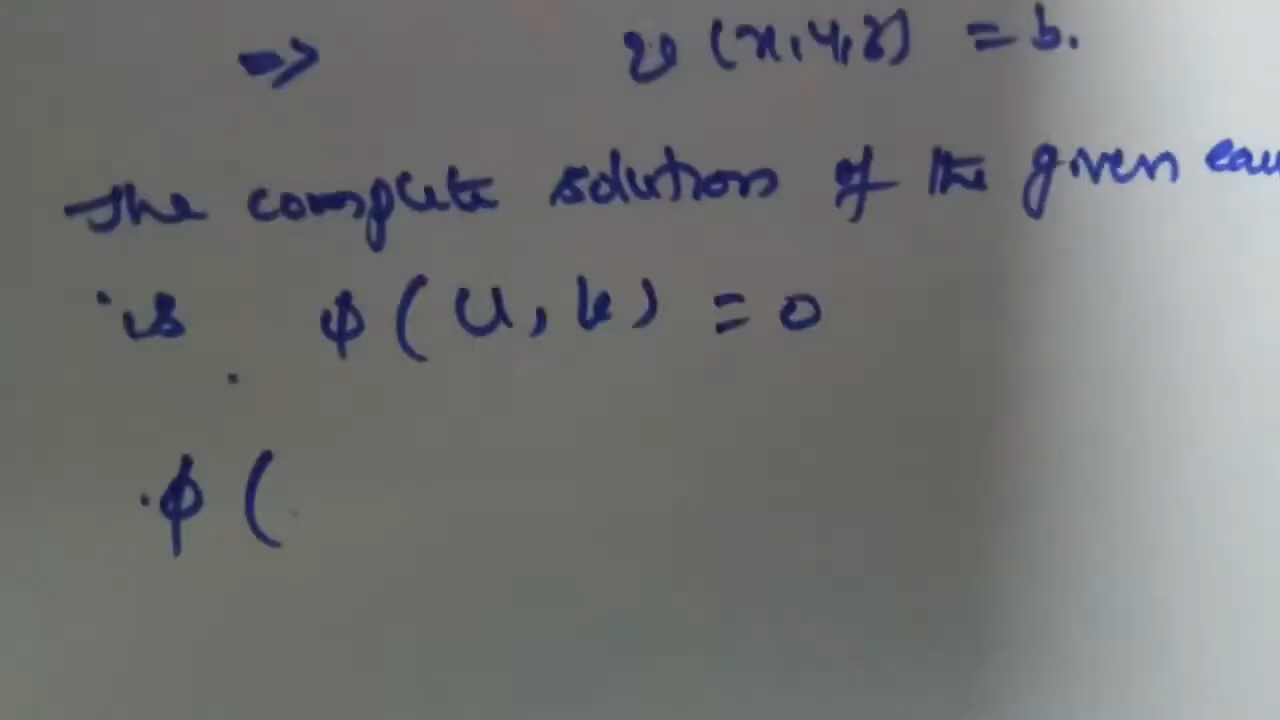 ⇒ v (x,y,z) = b.
The complete solution of the given
is φ ( u, v ) = 0
φ (